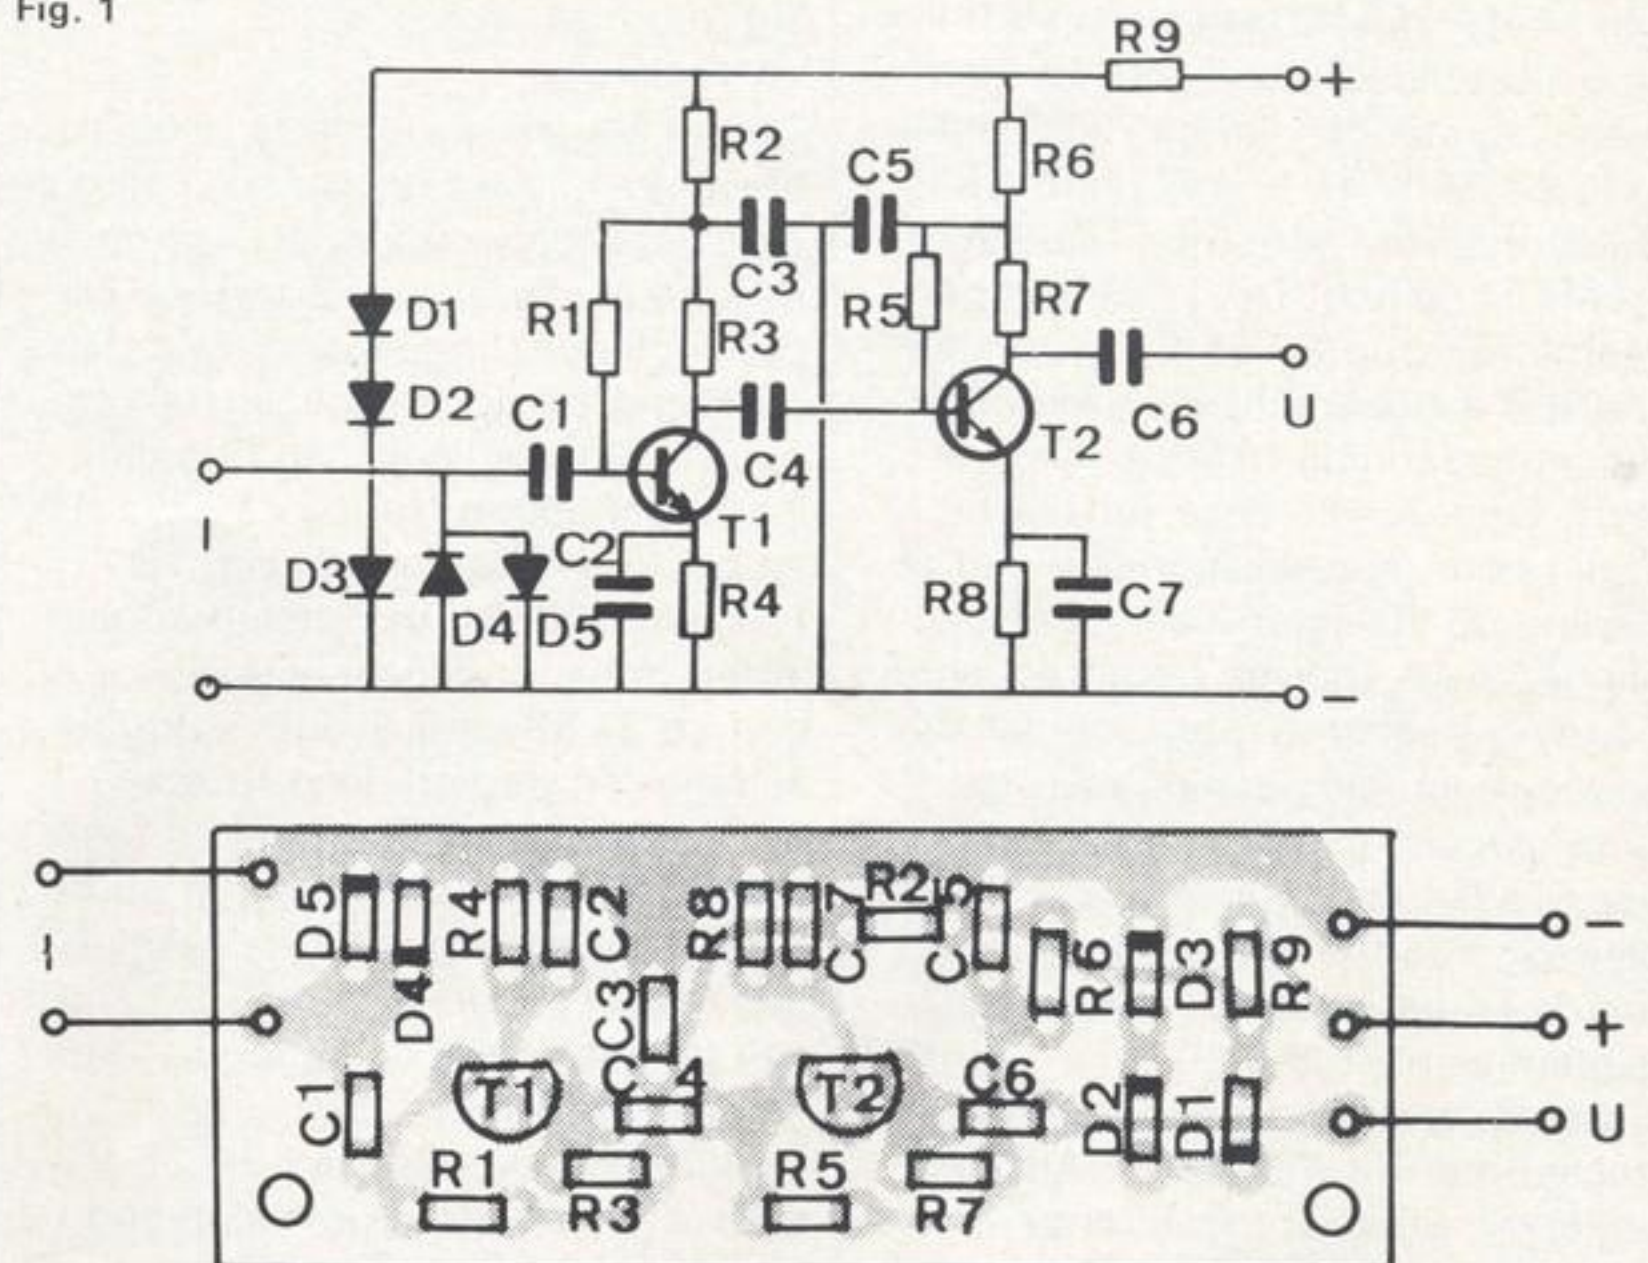 Fig. 1
R9
+
R2
C5
R6
C3
D1
R1
R3
R5
R7
D2
C1
C4
T2
C6
U
I
T1
C2
D3
D4
D5
R4
R8
C7
−
I
D5
D4
R4
C2
R8
C7
R2
C5
R6
D3
R9
−
C3
+
C1
T1
C4
T2
C6
D2
D1
U
R1
R3
R5
R7